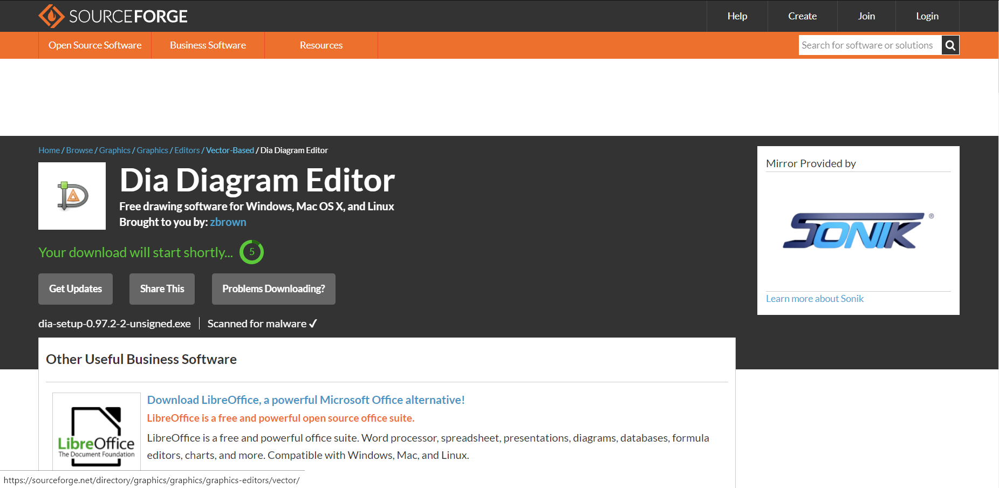 SOURCEFORGE
Help
Create
Join
Login
Open Source Software
Business Software
Resources
Search for software or solutions
Home / Browse / Graphics / Graphics / Editors / Vector-Based / Dia Diagram Editor
Dia Diagram Editor
Free drawing software for Windows, Mac OS X, and Linux
Brought to you by: zbrown
Your download will start shortly... 5
Get Updates
Share This
Problems Downloading?
dia-setup-0.97.2-2-unsigned.exe | Scanned for malware ✓
Mirror Provided by
SONIK ®
Learn more about Sonik
Other Useful Business Software
LibreOffice
The Document Foundation
Download LibreOffice, a powerful Microsoft Office alternative!
LibreOffice is a free and powerful open source office suite.
LibreOffice is a free and powerful office suite. Word processor, spreadsheet, presentations, diagrams, databases, formula
editors, charts, and more. Compatible with Windows, Mac, and Linux.
https://sourceforge.net/directory/graphics/graphics/graphics-editors/vector/